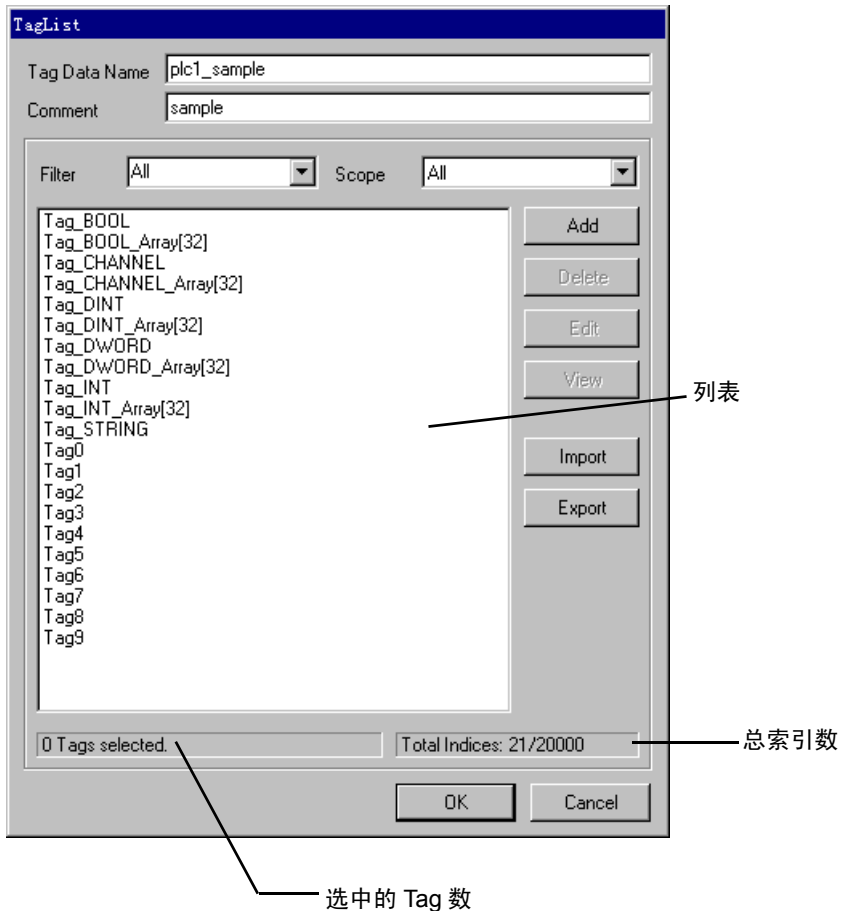 TagList
Tag Data Name plc1_sample
Comment sample
Filter All Scope All
Tag_BOOL
Tag_BOOL_Array[32]
Tag_CHANNEL
Tag_CHANNEL_Array[32]
Tag_DINT
Tag_DINT_Array[32]
Tag_DWORD
Tag_DWORD_Array[32]
Tag_INT
Tag_INT_Array[32]
Tag_STRING
Tag0
Tag1
Tag2
Tag3
Tag4
Tag5
Tag6
Tag7
Tag8
Tag9
Add
Delete
Edit
View
Import
Export
列表
0 Tags selected. Total Indices: 21/20000
总索引数
OK Cancel
选中的 Tag 数